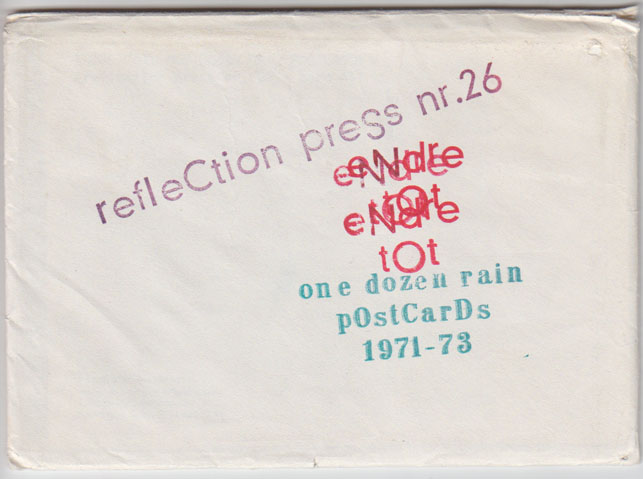 refleCtion preSs nr.26
eNdre
tOt
eNdre
tOt
one dozen rain
pOstCarDs
1971-73